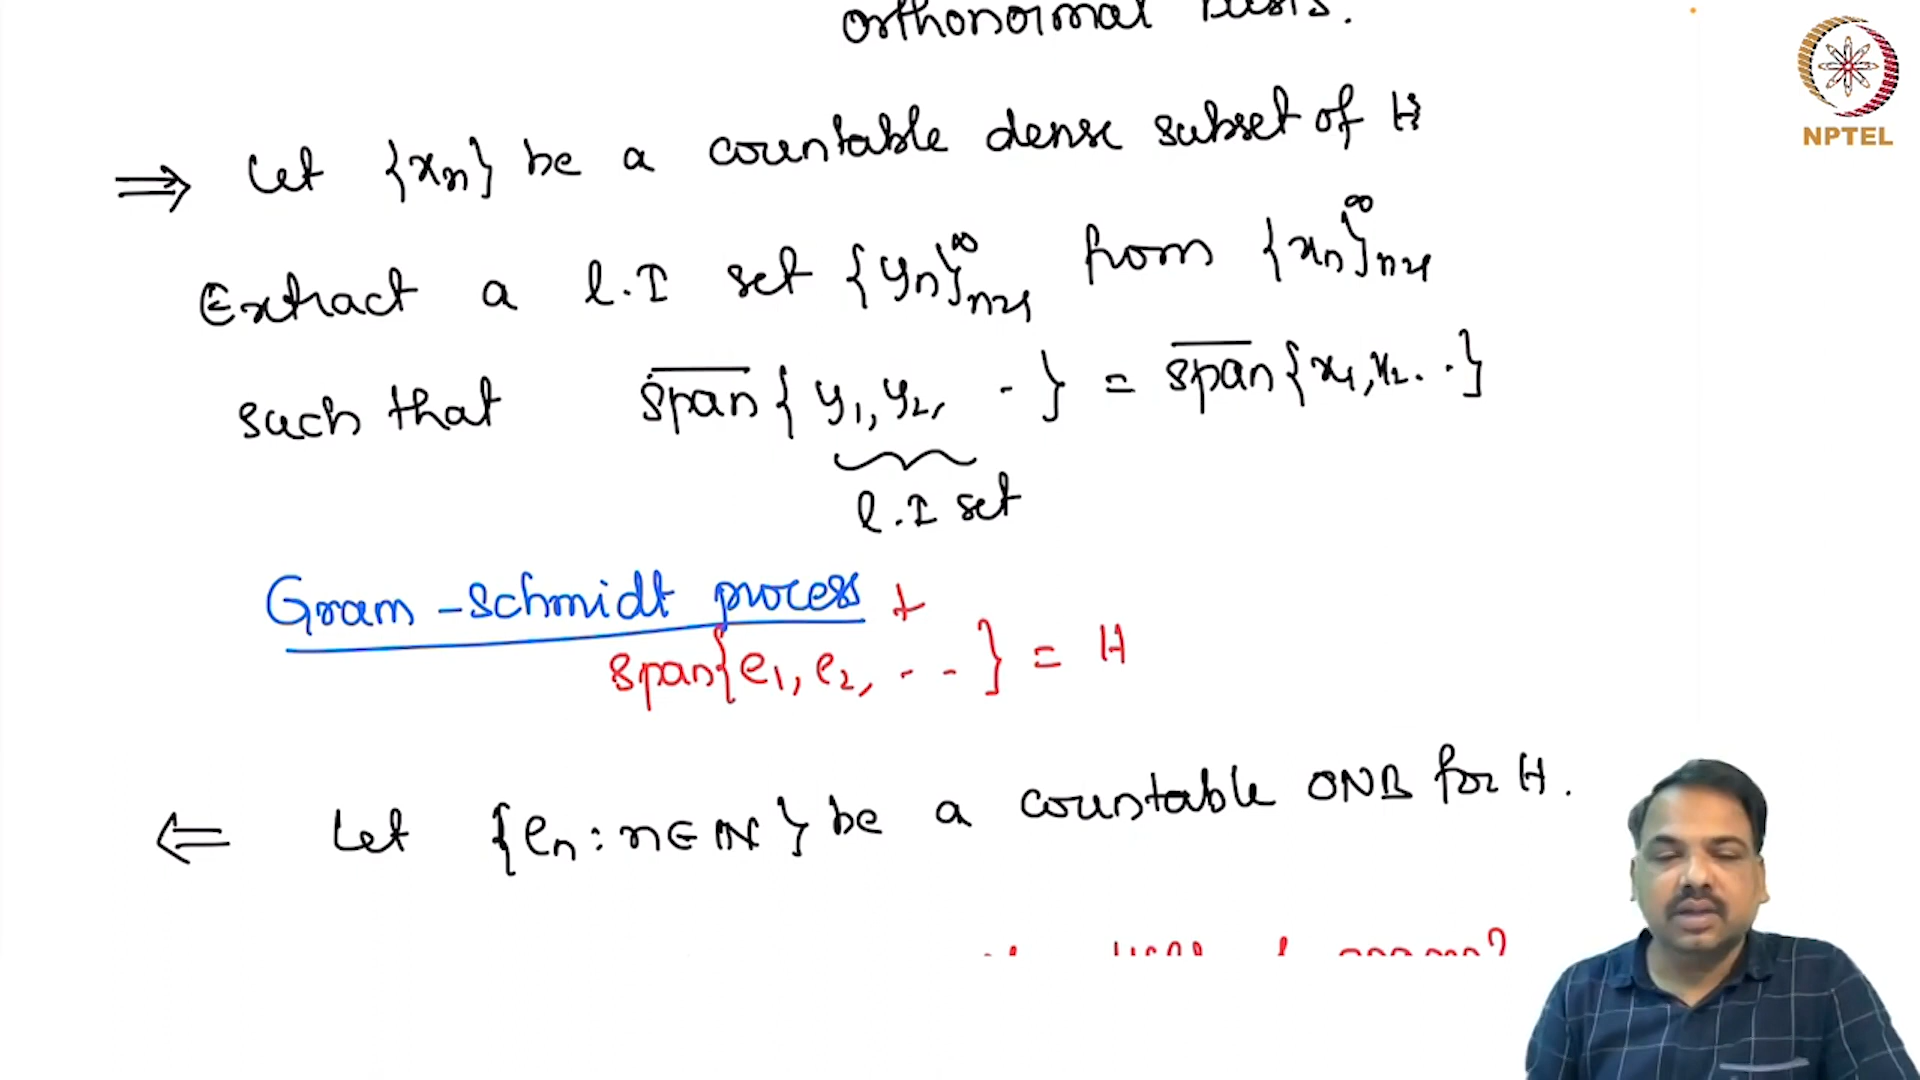 orthonormal basis.
NPTEL
⇒ Let {xn} be a countable dense subset of H
Extract a l.I set {yn}∞n=1 from {xn}∞n=1
such that span{y1, y2, ..} = span{x1, x2...}
l.I set
Gram-schmidt process +
span{e1, e2, ....} = H
⇐ Let {en : n∈ℕ} be a countable ONB for H.